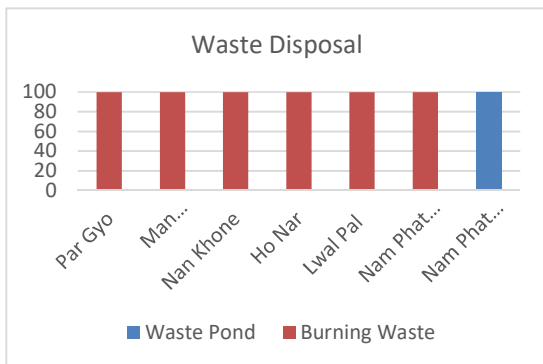 Waste Disposal
100
80
60
40
20
0
Par Gyo
Man...
Nan Khone
Ho Nar
Lwal Pal
Nam Phat...
Nam Phat...
Waste Pond
Burning Waste